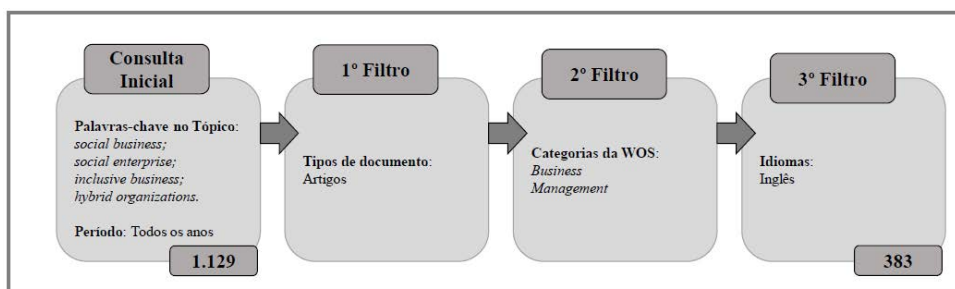 Consulta
Inicial
Palavras-chave no Tópico:
social business;
social enterprise;
inclusive business;
hybrid organizations.
Período: Todos os anos
1.129
1º Filtro
Tipos de documento:
Artigos
2º Filtro
Categorias da WOS:
Business
Management
3º Filtro
Idiomas:
Inglês
383